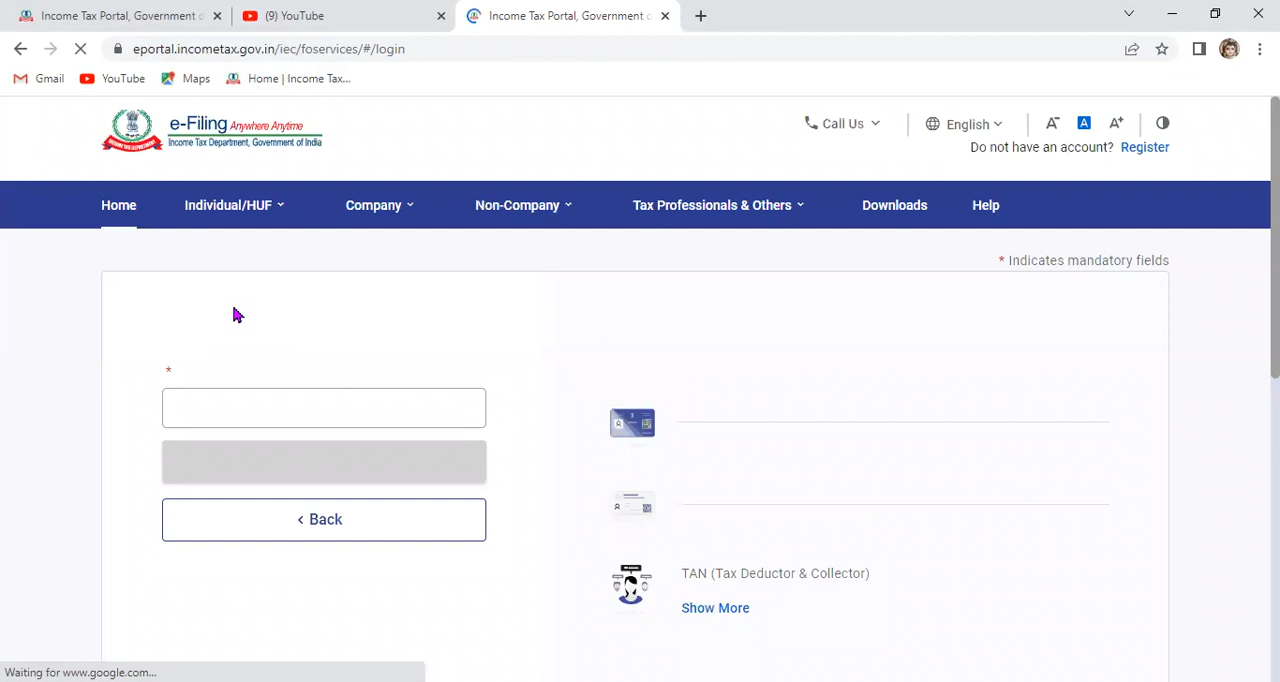 Income Tax Portal, Government o
(9) YouTube
Income Tax Portal, Government o
eportal.incometax.gov.in/iec/foservices/#/login
Gmail
YouTube
Maps
Home | Income Tax...
e-Filing Anywhere Anytime
Income Tax Department, Government of India
Call Us
English
A-
A
A+
Do not have an account? Register
Home
Individual/HUF
Company
Non-Company
Tax Professionals & Others
Downloads
Help
* Indicates mandatory fields
*
< Back
TAN (Tax Deductor & Collector)
Show More
Waiting for www.google.com...